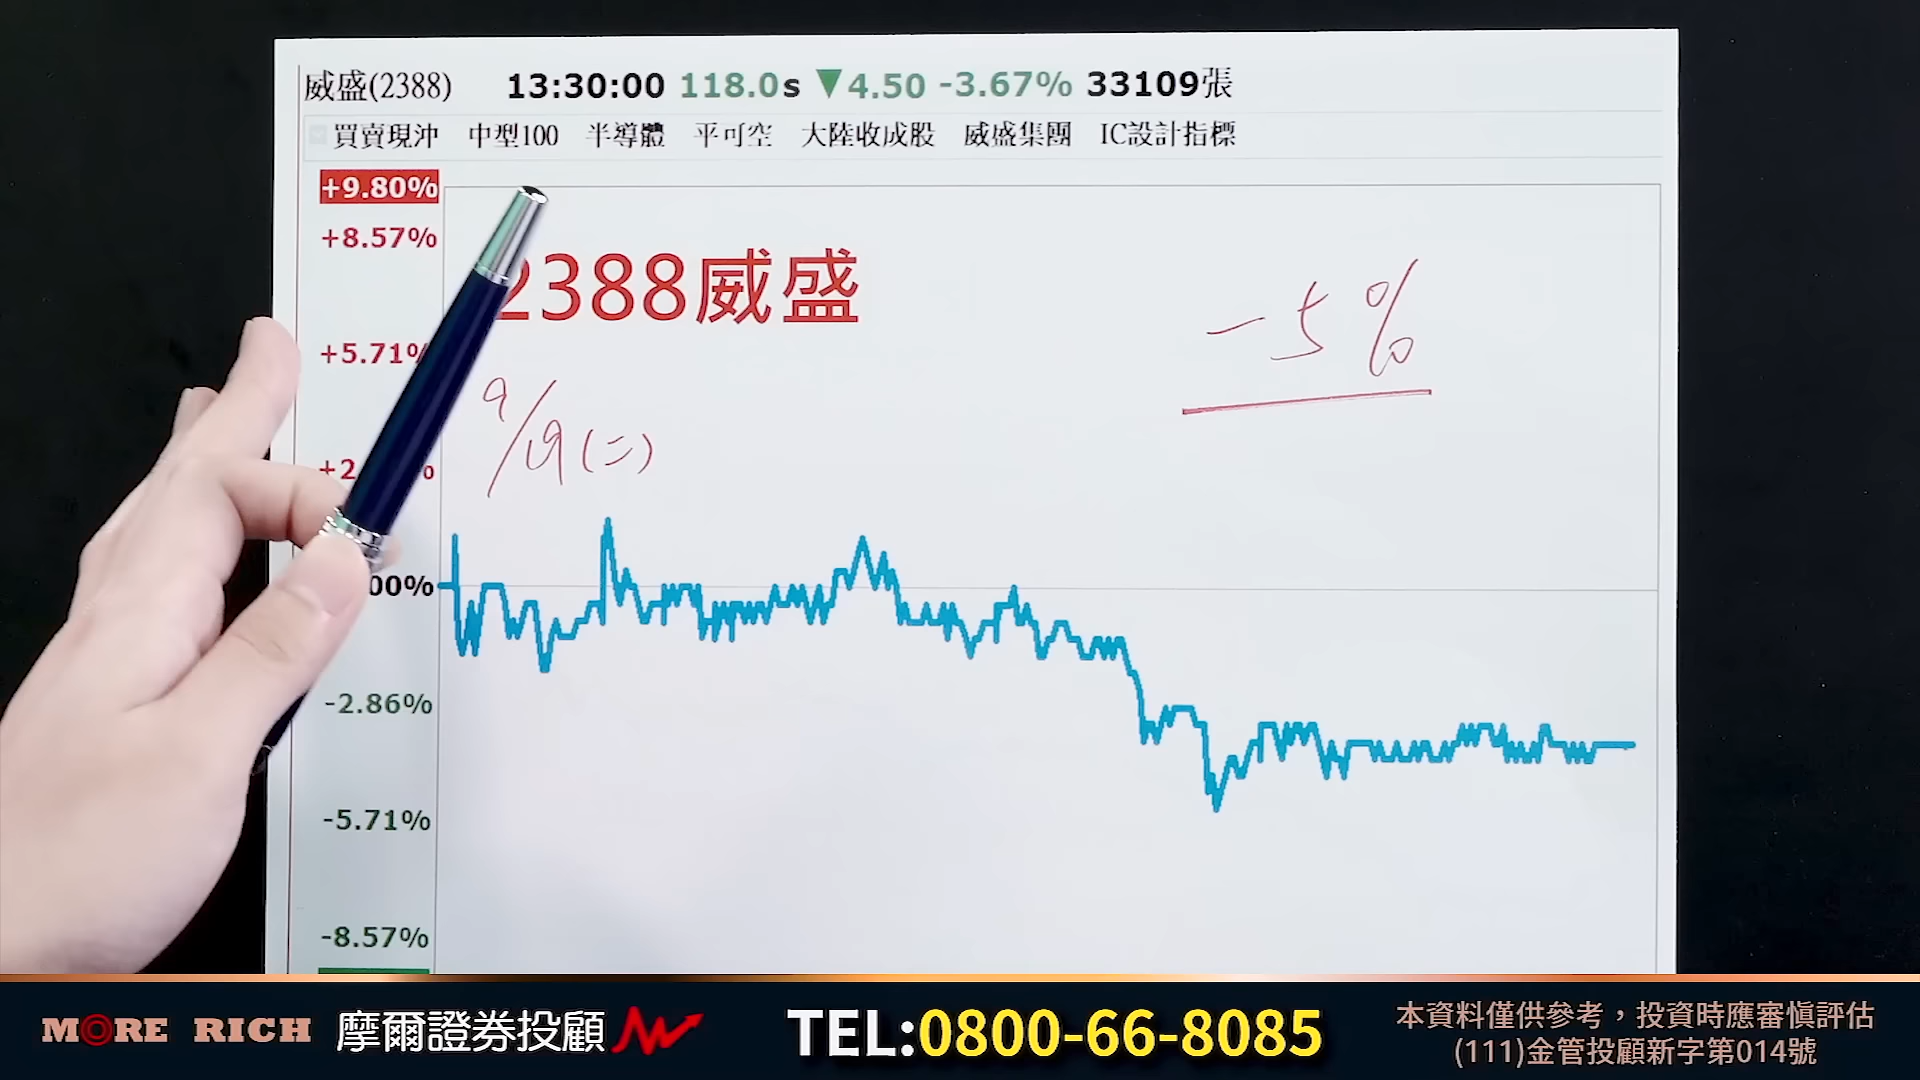 威盛(2388) 13:30:00 118.0s ▼4.50 -3.67% 33109張
買賣現沖 中型100 半導體 平可空 大陸收成股 威盛集團 IC設計指標
+9.80%
+8.57%
2388威盛
-5%
+5.71%
9/19(二)
+2
%
00%
-2.86%
-5.71%
-8.57%
MORE RICH 摩爾證券投顧 TEL:0800-66-8085
本資料僅供參考，投資時應審慎評估
(111)金管投顧新字第014號